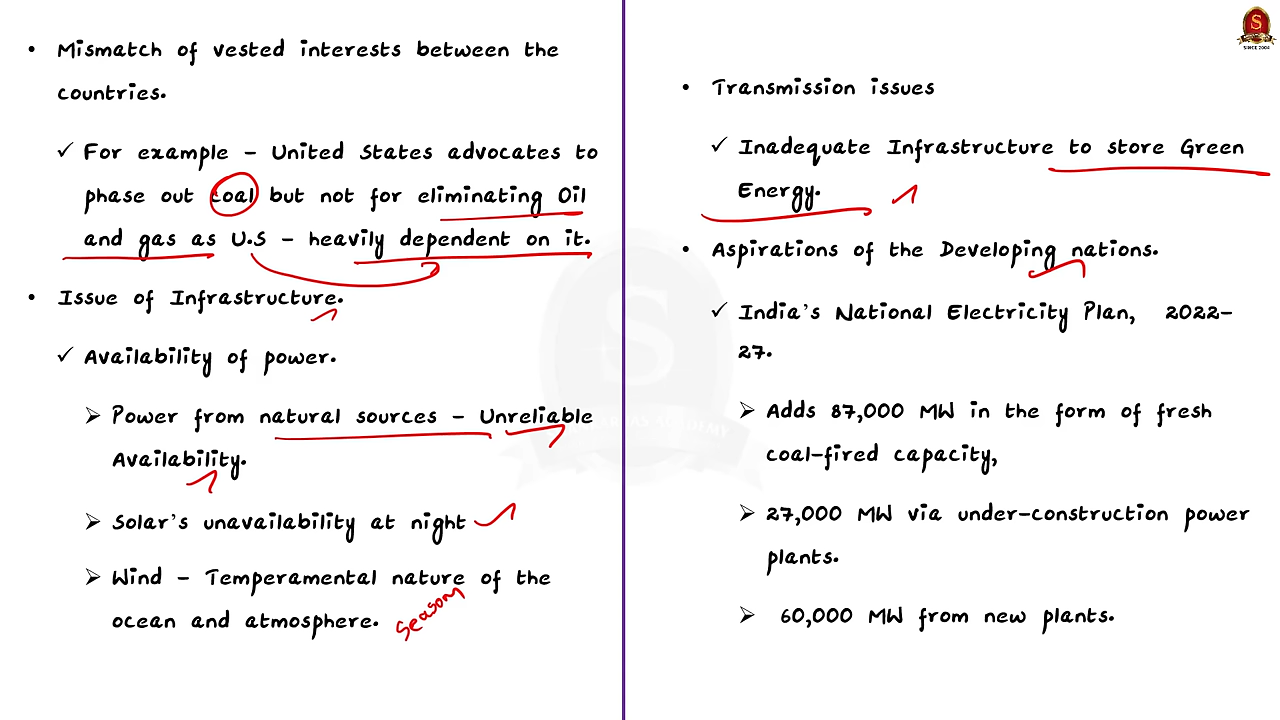 • Mismatch of vested interests between the
countries.
✓ For example – United States advocates to
phase out coal but not for eliminating Oil
and gas as U.S – heavily dependent on it.
• Issue of Infrastructure.
✓ Availability of power.
➢ Power from natural sources – Unreliable
Availability.
➢ Solar's unavailability at night
➢ Wind – Temperamental nature of the
ocean and atmosphere.
• Transmission issues
✓ Inadequate Infrastructure to store Green
Energy.
• Aspirations of the Developing nations.
✓ India's National Electricity Plan, 2022-
27.
➢ Adds 87,000 MW in the form of fresh
coal-fired capacity,
➢ 27,000 MW via under-construction power
plants.
➢ 60,000 MW from new plants.
S
SINCE 2004
S